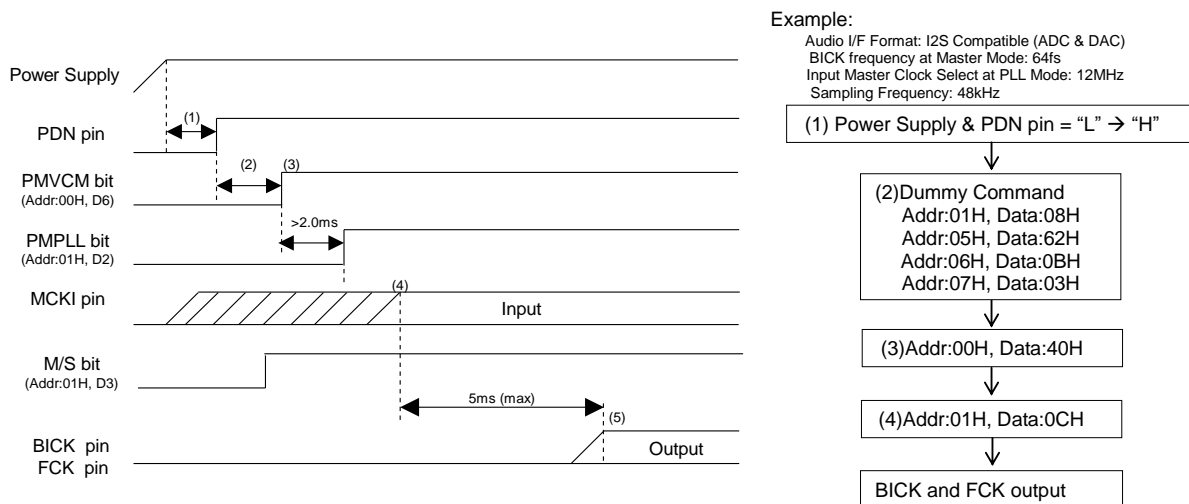 Power Supply
(1)
PDN pin
(2)
(3)
PMVCM bit
(Addr:00H, D6)
>2.0ms
PMPLL bit
(Addr:01H, D2)
(4)
MCKI pin
Input
M/S bit
(Addr:01H, D3)
5ms (max)
(5)
BICK pin
FCK pin
Output
Example:
Audio I/F Format: I2S Compatible (ADC & DAC)
BICK frequency at Master Mode: 64fs
Input Master Clock Select at PLL Mode: 12MHz
Sampling Frequency: 48kHz
(1) Power Supply & PDN pin = “L” → “H”
(2)Dummy Command
Addr:01H, Data:08H
Addr:05H, Data:62H
Addr:06H, Data:0BH
Addr:07H, Data:03H
(3)Addr:00H, Data:40H
(4)Addr:01H, Data:0CH
BICK and FCK output